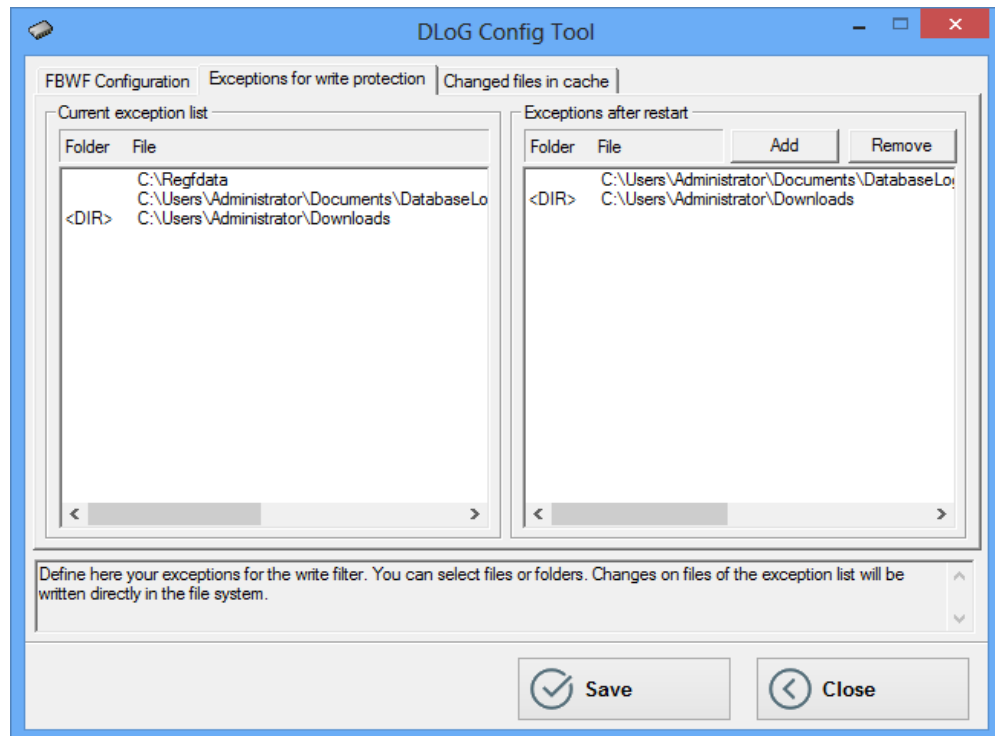 DLoG Config Tool
FBWF Configuration Exceptions for write protection Changed files in cache
Current exception list
Folder File
C:\Regfdata
C:\Users\Administrator\Documents\DatabaseLo
<DIR> C:\Users\Administrator\Downloads
Exceptions after restart
Folder File Add Remove
C:\Users\Administrator\Documents\DatabaseLog
<DIR> C:\Users\Administrator\Downloads
Define here your exceptions for the write filter. You can select files or folders. Changes on files of the exception list will be
written directly in the file system.
Save Close